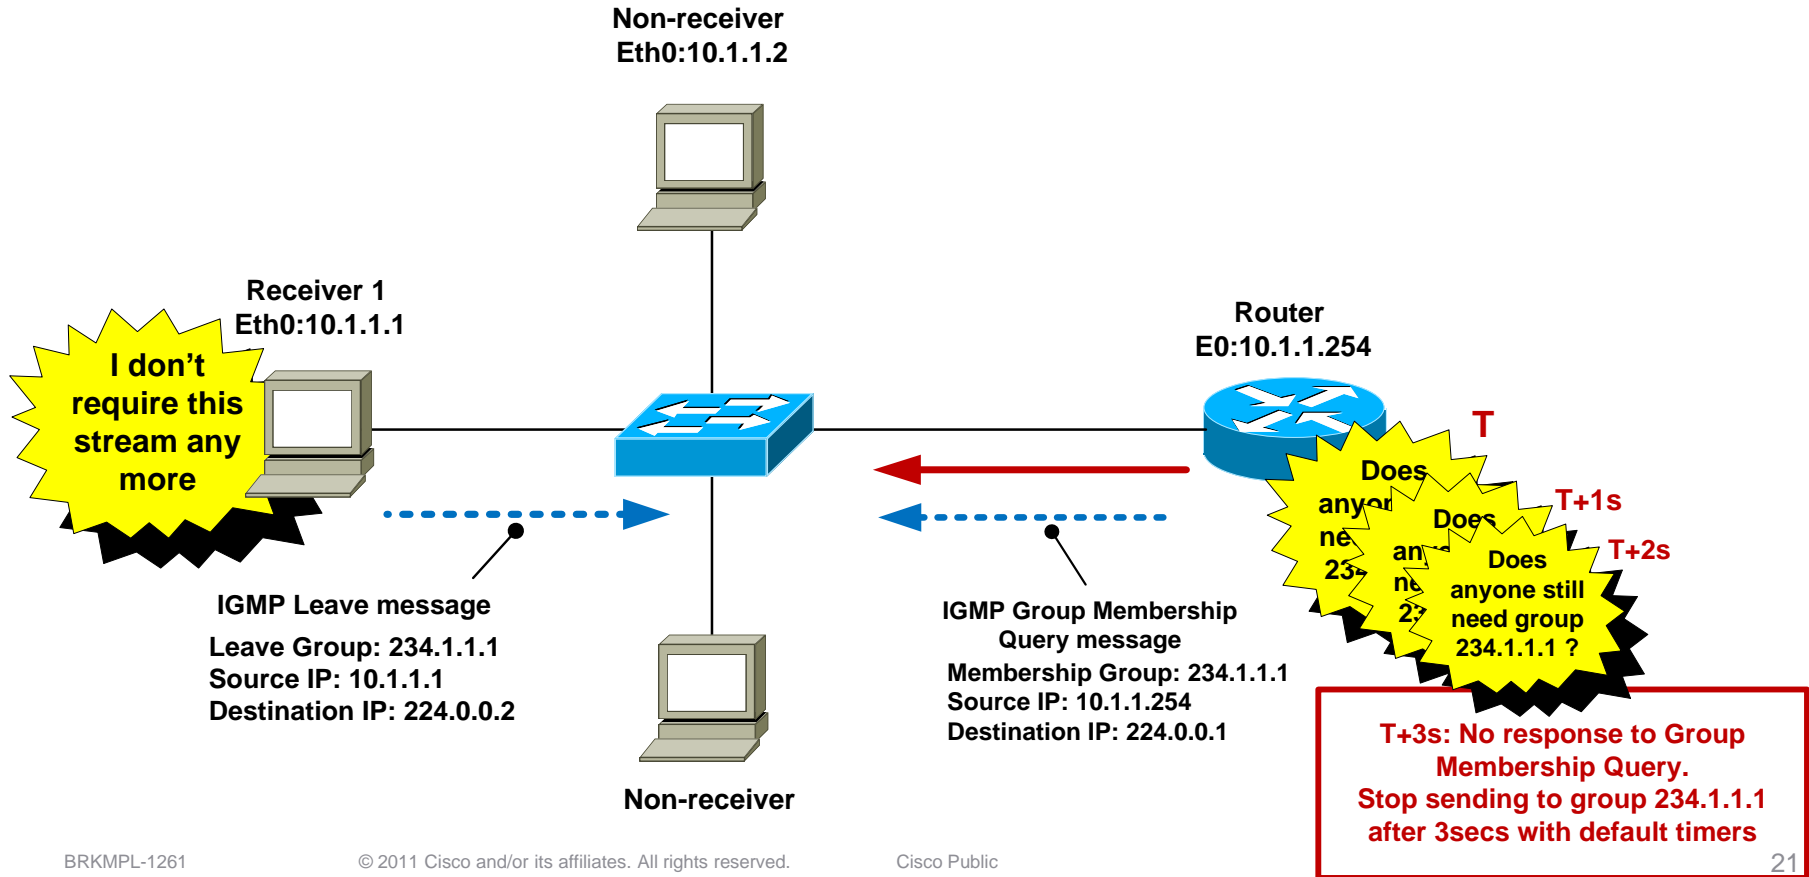 Non-receiver
Eth0:10.1.1.2
Receiver 1
Eth0:10.1.1.1
I don't
require this
stream any
more
Router
E0:10.1.1.254
T
Does
T+1s
Does
T+2s
Does
anyone still
need group
234.1.1.1 ?
IGMP Leave message
Leave Group: 234.1.1.1
Source IP: 10.1.1.1
Destination IP: 224.0.0.2
IGMP Group Membership
Query message
Membership Group: 234.1.1.1
Source IP: 10.1.1.254
Destination IP: 224.0.0.1
Non-receiver
T+3s: No response to Group
Membership Query.
Stop sending to group 234.1.1.1
after 3secs with default timers
BRKMPL-1261
© 2011 Cisco and/or its affiliates. All rights reserved.
Cisco Public
21